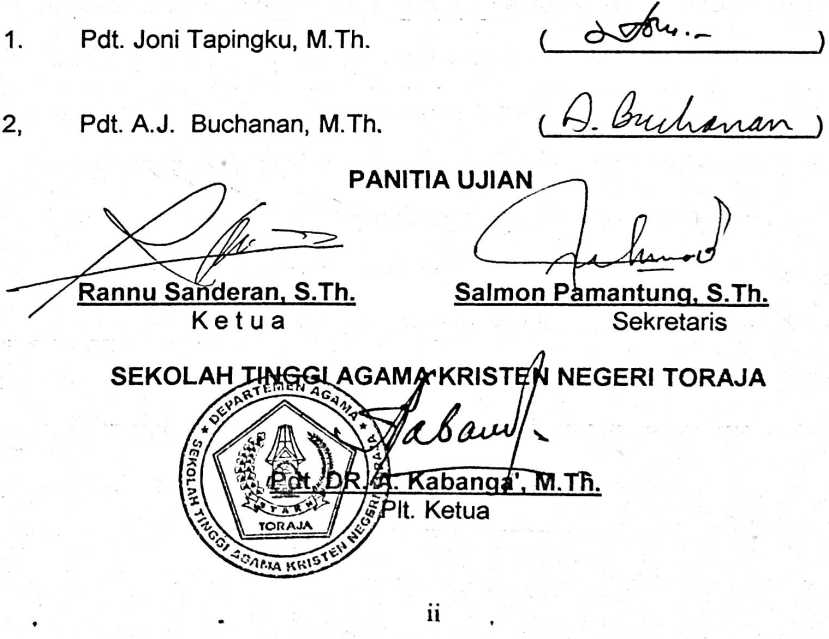 1. Pdt. Joni Tapingku, M.Th. ( )
2, Pdt. A.J. Buchanan, M.Th. ( A. Buchanan )
PANITIA UJIAN
Rannu Sanderan, S.Th. Salmon Pamantung, S.Th.
Ketua Sekretaris
SEKOLAH TINGGI AGAMA KRISTEN NEGERI TORAJA
DEPARTEMEN AGAMA
SEKOLAH TINGGI AGAMA KRISTEN NEGERI TORAJA
STAKN
TORAJA
Pdt. DR. A. Kabanga', M.Th.
Plt. Ketua
ii